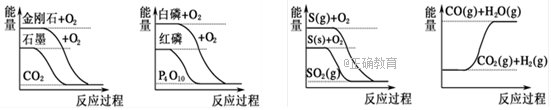 能量
金刚石+O₂
石墨
+O₂
CO₂
反应过程
能量
白磷+O₂
红磷
+O₂
P₄O₁₀
反应过程
能量
S(g)+O₂
S(s)+O₂
SO₂(g)
反应过程
@正确教育
能量
CO(g)+H₂O(g)
CO₂(g)+H₂(g)
反应过程